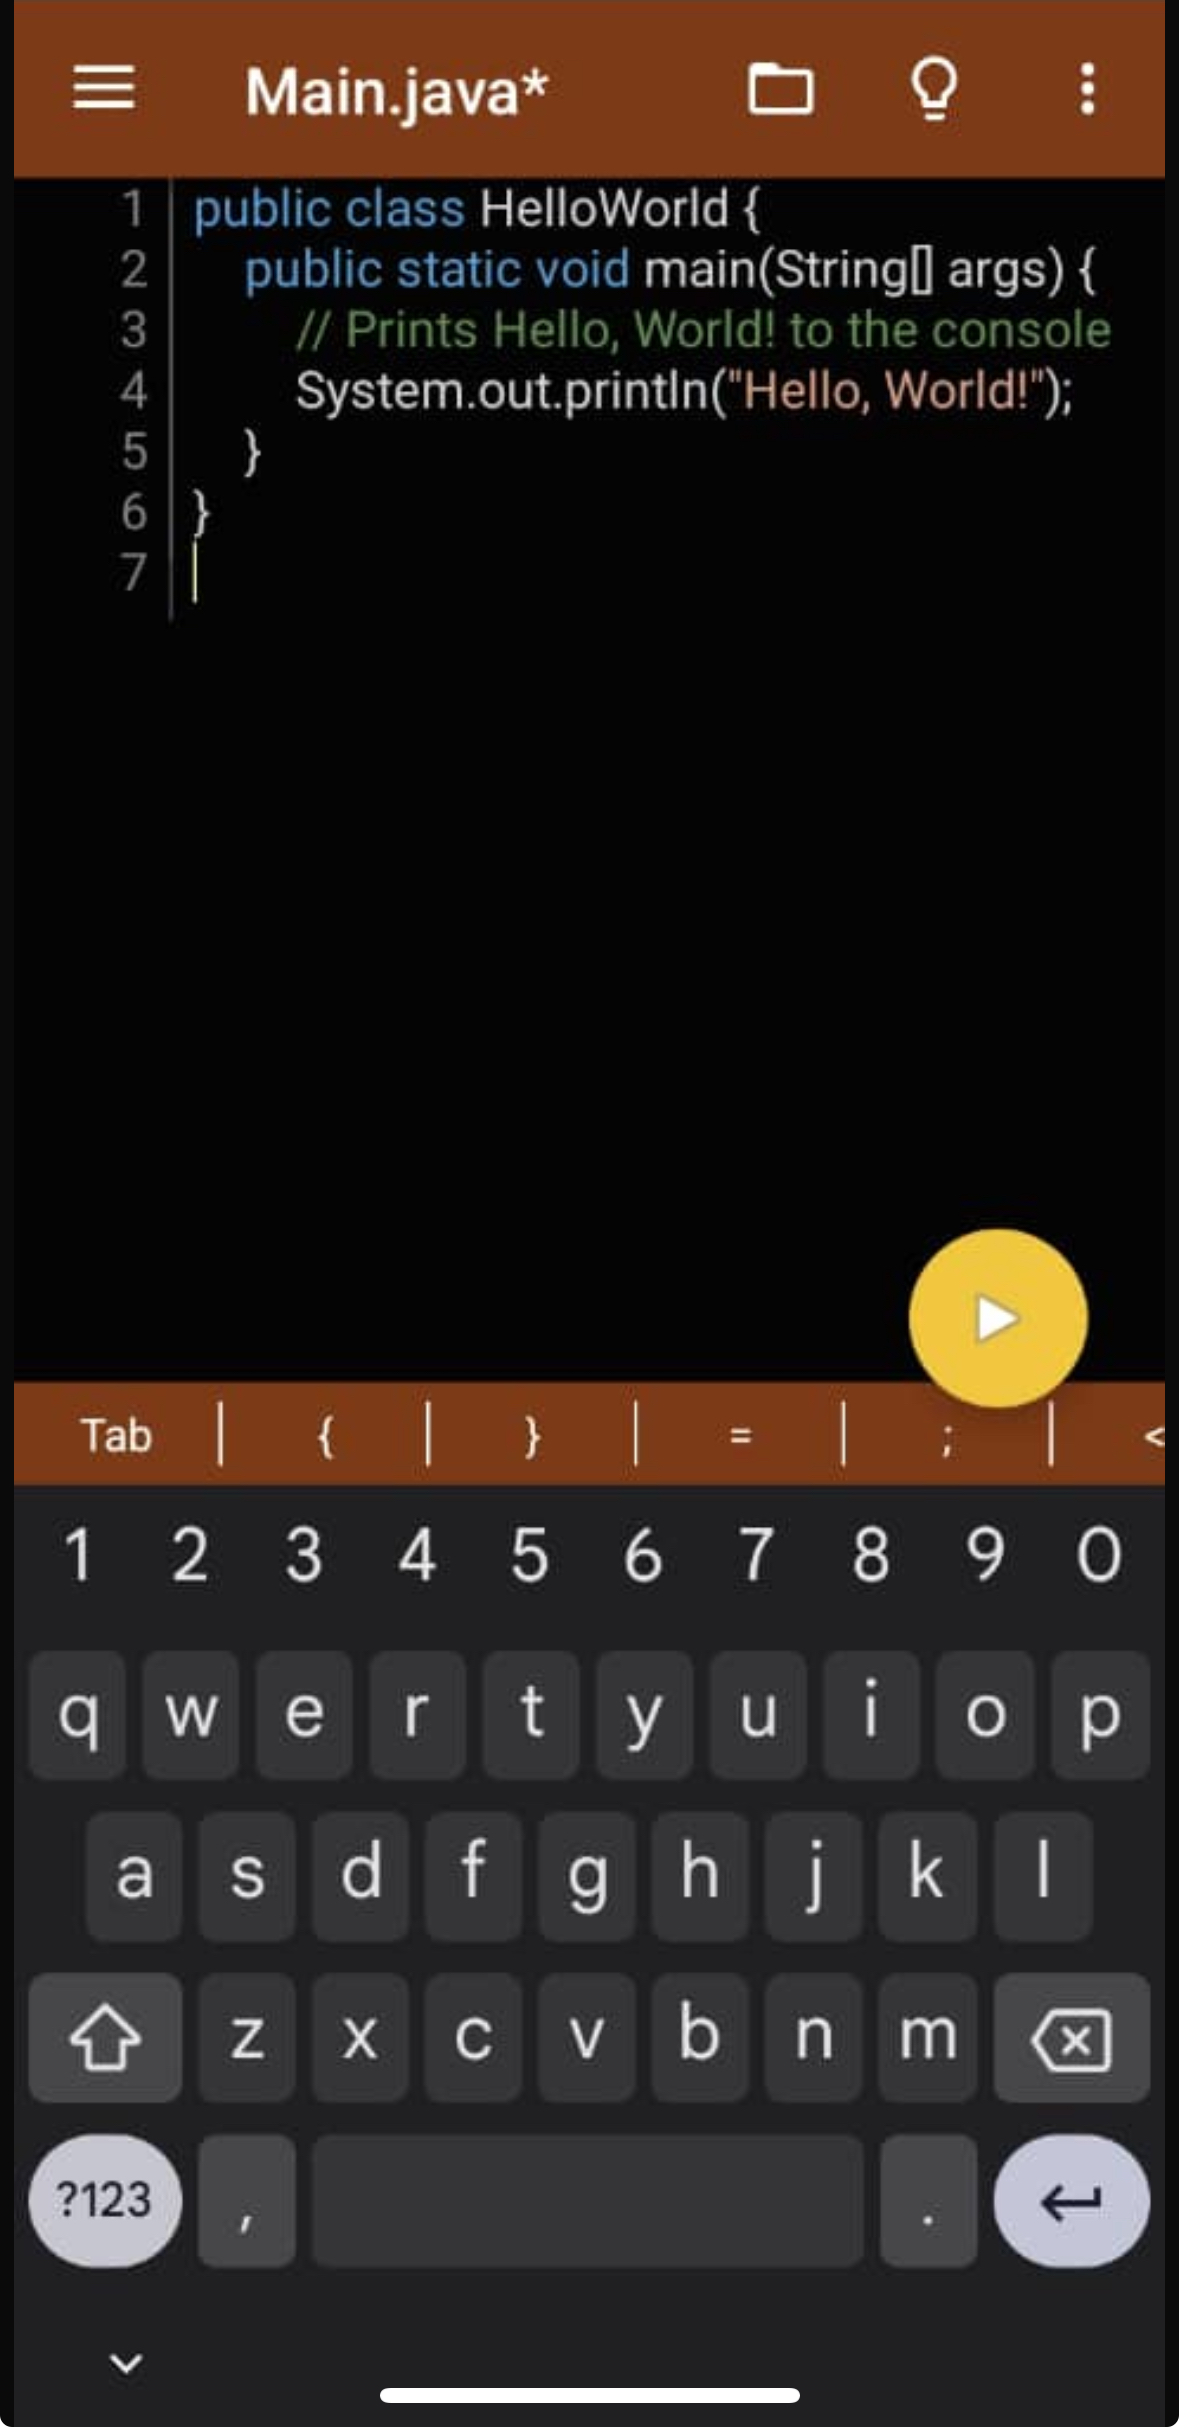 Main.java*
1 public class HelloWorld {
2 public static void main(String[] args) {
3 // Prints Hello, World! to the console
4 System.out.println("Hello, World!");
5 }
6 }
7
Tab | { | } | = | ; | <
1 2 3 4 5 6 7 8 9 0
q w e r t y u i o p
a s d f g h j k l
z x c v b n m
?123 , .